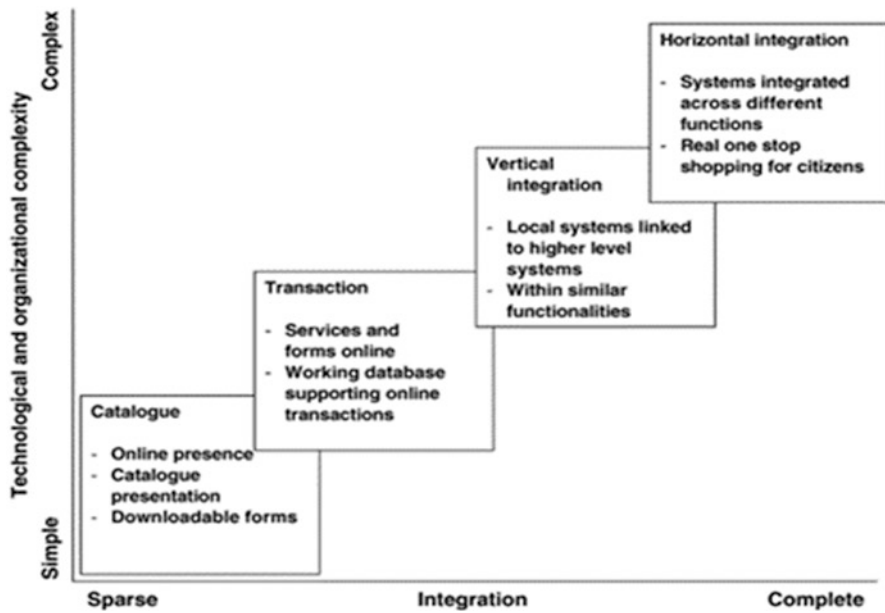 Technological and organizational complexity
Complex
Simple
Horizontal integration
- Systems integrated
across different
functions
- Real one stop
shopping for citizens
Vertical
integration
- Local systems linked
to higher level
systems
- Within similar
functionalities
Transaction
- Services and
forms online
- Working database
supporting online
transactions
Catalogue
- Online presence
- Catalogue
presentation
- Downloadable forms
Sparse
Integration
Complete